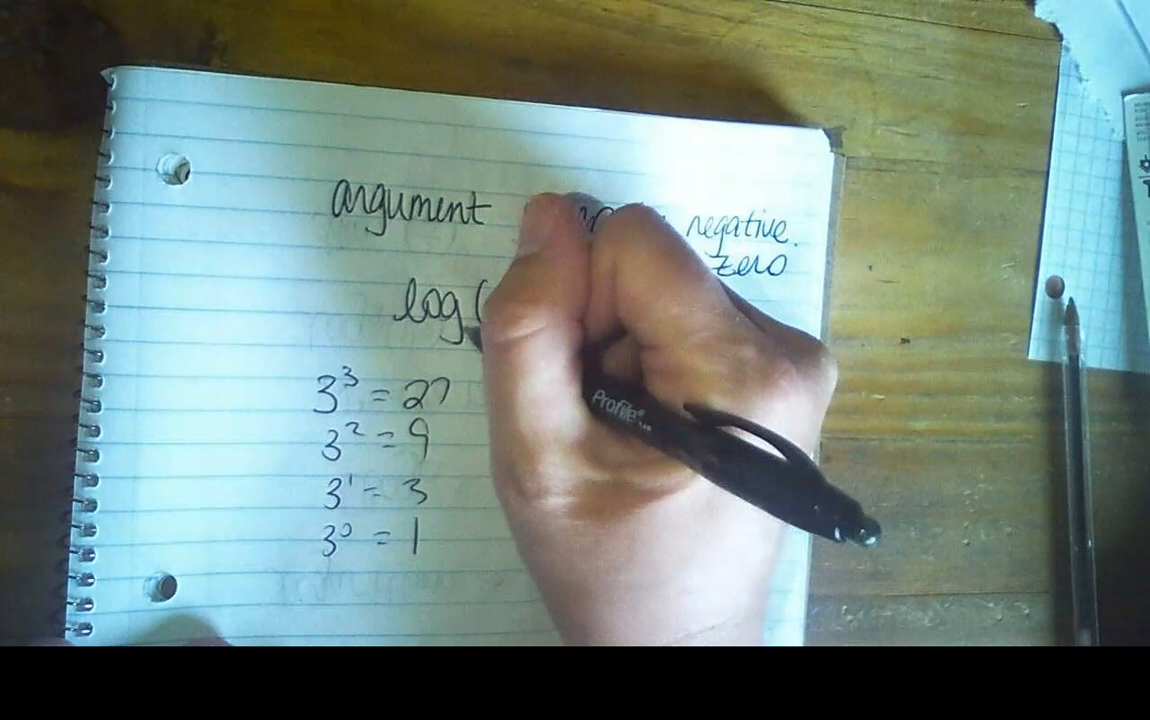 argument negative.
zero
log (
3³ = 27
3² = 9
3¹ = 3
3⁰ = 1
Profile